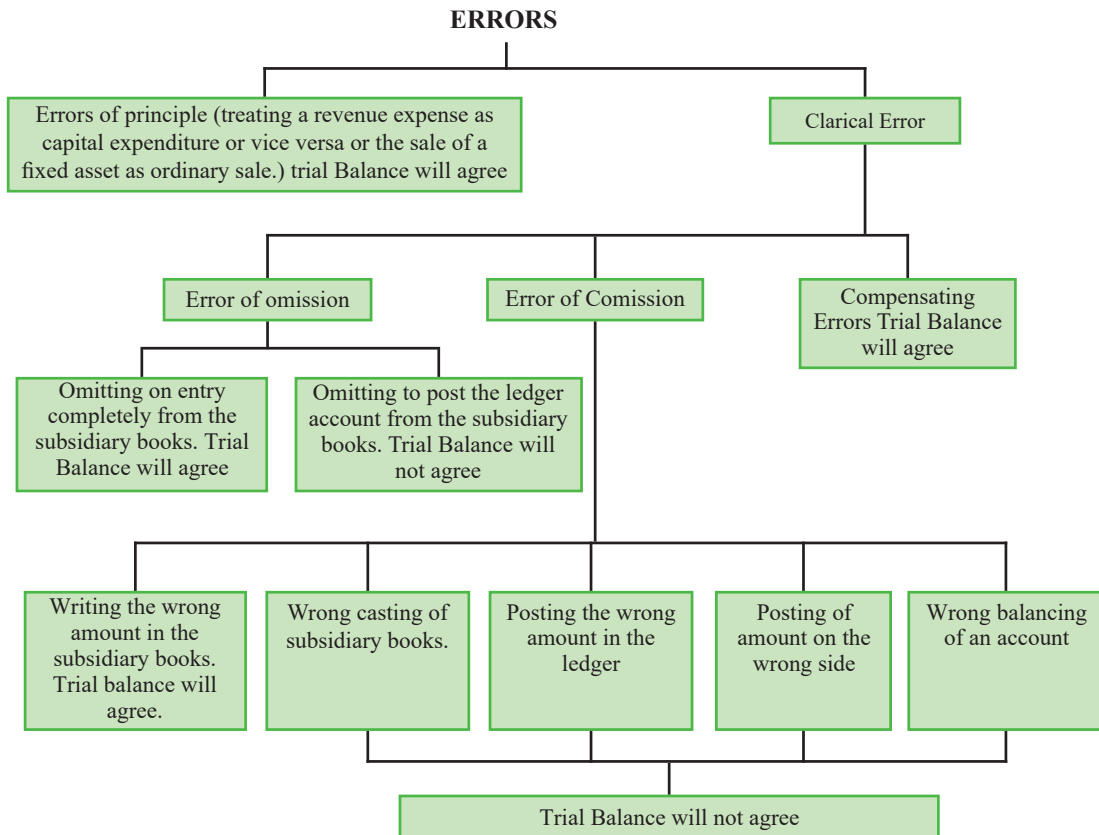 ERRORS
Errors of principle (treating a revenue expense as
capital expenditure or vice versa or the sale of a
fixed asset as ordinary sale.) trial Balance will agree
Clarical Error
Error of omission
Error of Comission
Compensating
Errors Trial Balance
will agree
Omitting on entry
completely from the
subsidiary books. Trial
Balance will agree
Omitting to post the ledger
account from the subsidiary
books. Trial Balance will
not agree
Writing the wrong
amount in the
subsidiary books.
Trial balance will
agree.
Wrong casting of
subsidiary books.
Posting the wrong
amount in the
ledger
Posting of
amount on the
wrong side
Wrong balancing
of an account
Trial Balance will not agree